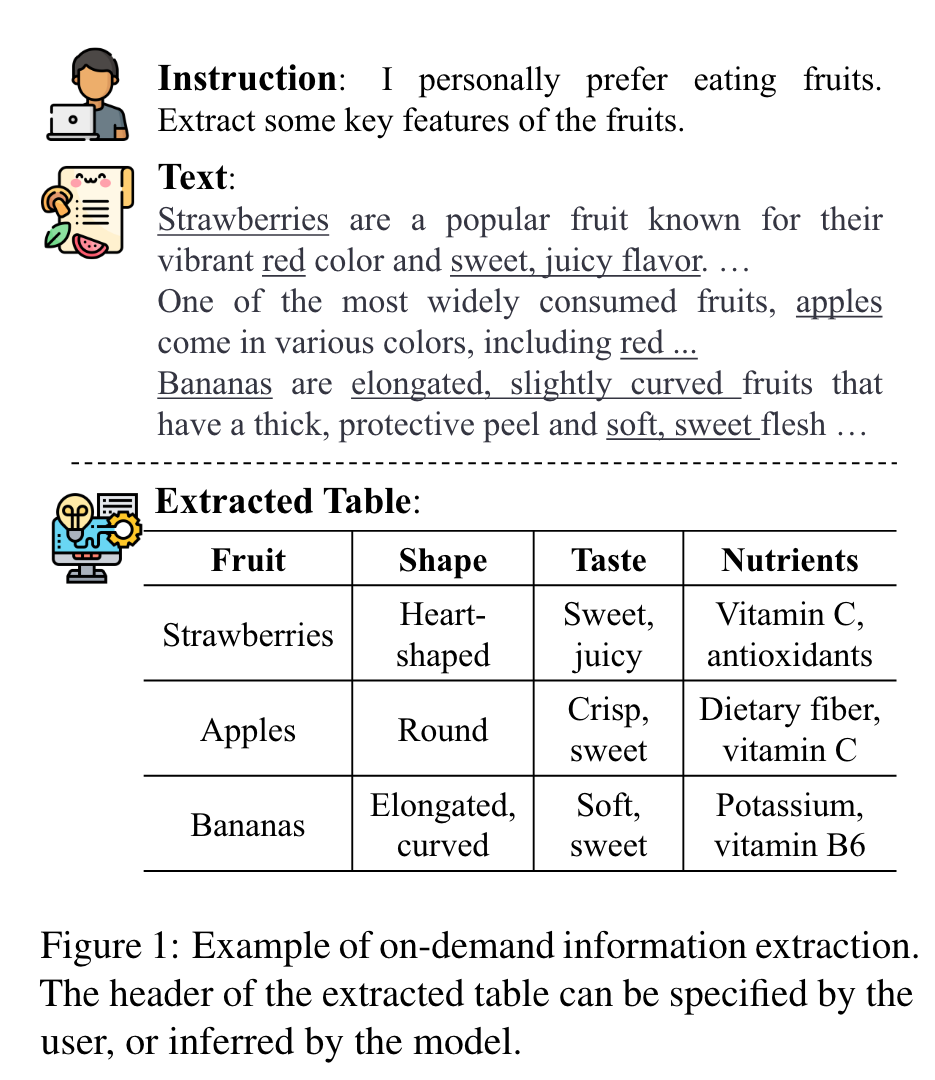 Instruction: I personally prefer eating fruits.
Extract some key features of the fruits.
Text:
Strawberries are a popular fruit known for their
vibrant red color and sweet, juicy flavor. …
One of the most widely consumed fruits, apples
come in various colors, including red ...
Bananas are elongated, slightly curved fruits that
have a thick, protective peel and soft, sweet flesh …
Extracted Table:
Fruit Shape Taste Nutrients
Strawberries Heart-shaped Sweet, juicy Vitamin C, antioxidants
Apples Round Crisp, sweet Dietary fiber, vitamin C
Bananas Elongated, curved Soft, sweet Potassium, vitamin B6
Figure 1: Example of on-demand information extraction.
The header of the extracted table can be specified by the
user, or inferred by the model.